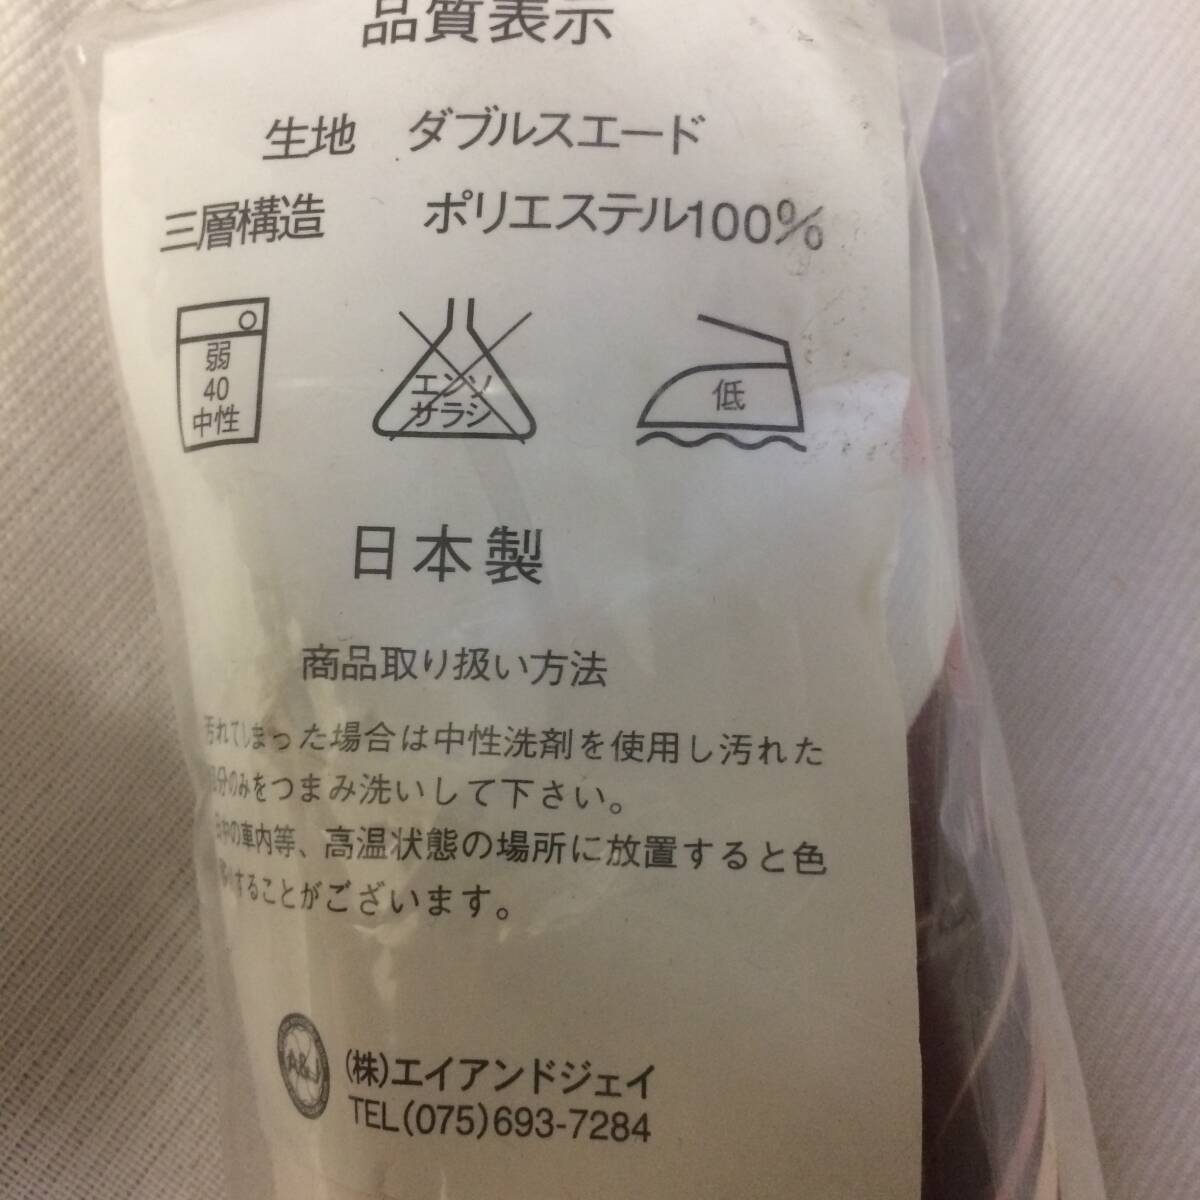 品質表示
生地 ダブルスエード
三層構造 ポリエステル100%
弱
40
中性
エンソ
サラシ
低
日本製
商品取り扱い方法
汚れてしまった場合は中性洗剤を使用し汚れた
部分のみをつまみ洗いして下さい。
日中の車内等、高温状態の場所に放置すると色
することがございます。
A&J
(株)エイアンドジェイ
TEL(075)693-7284